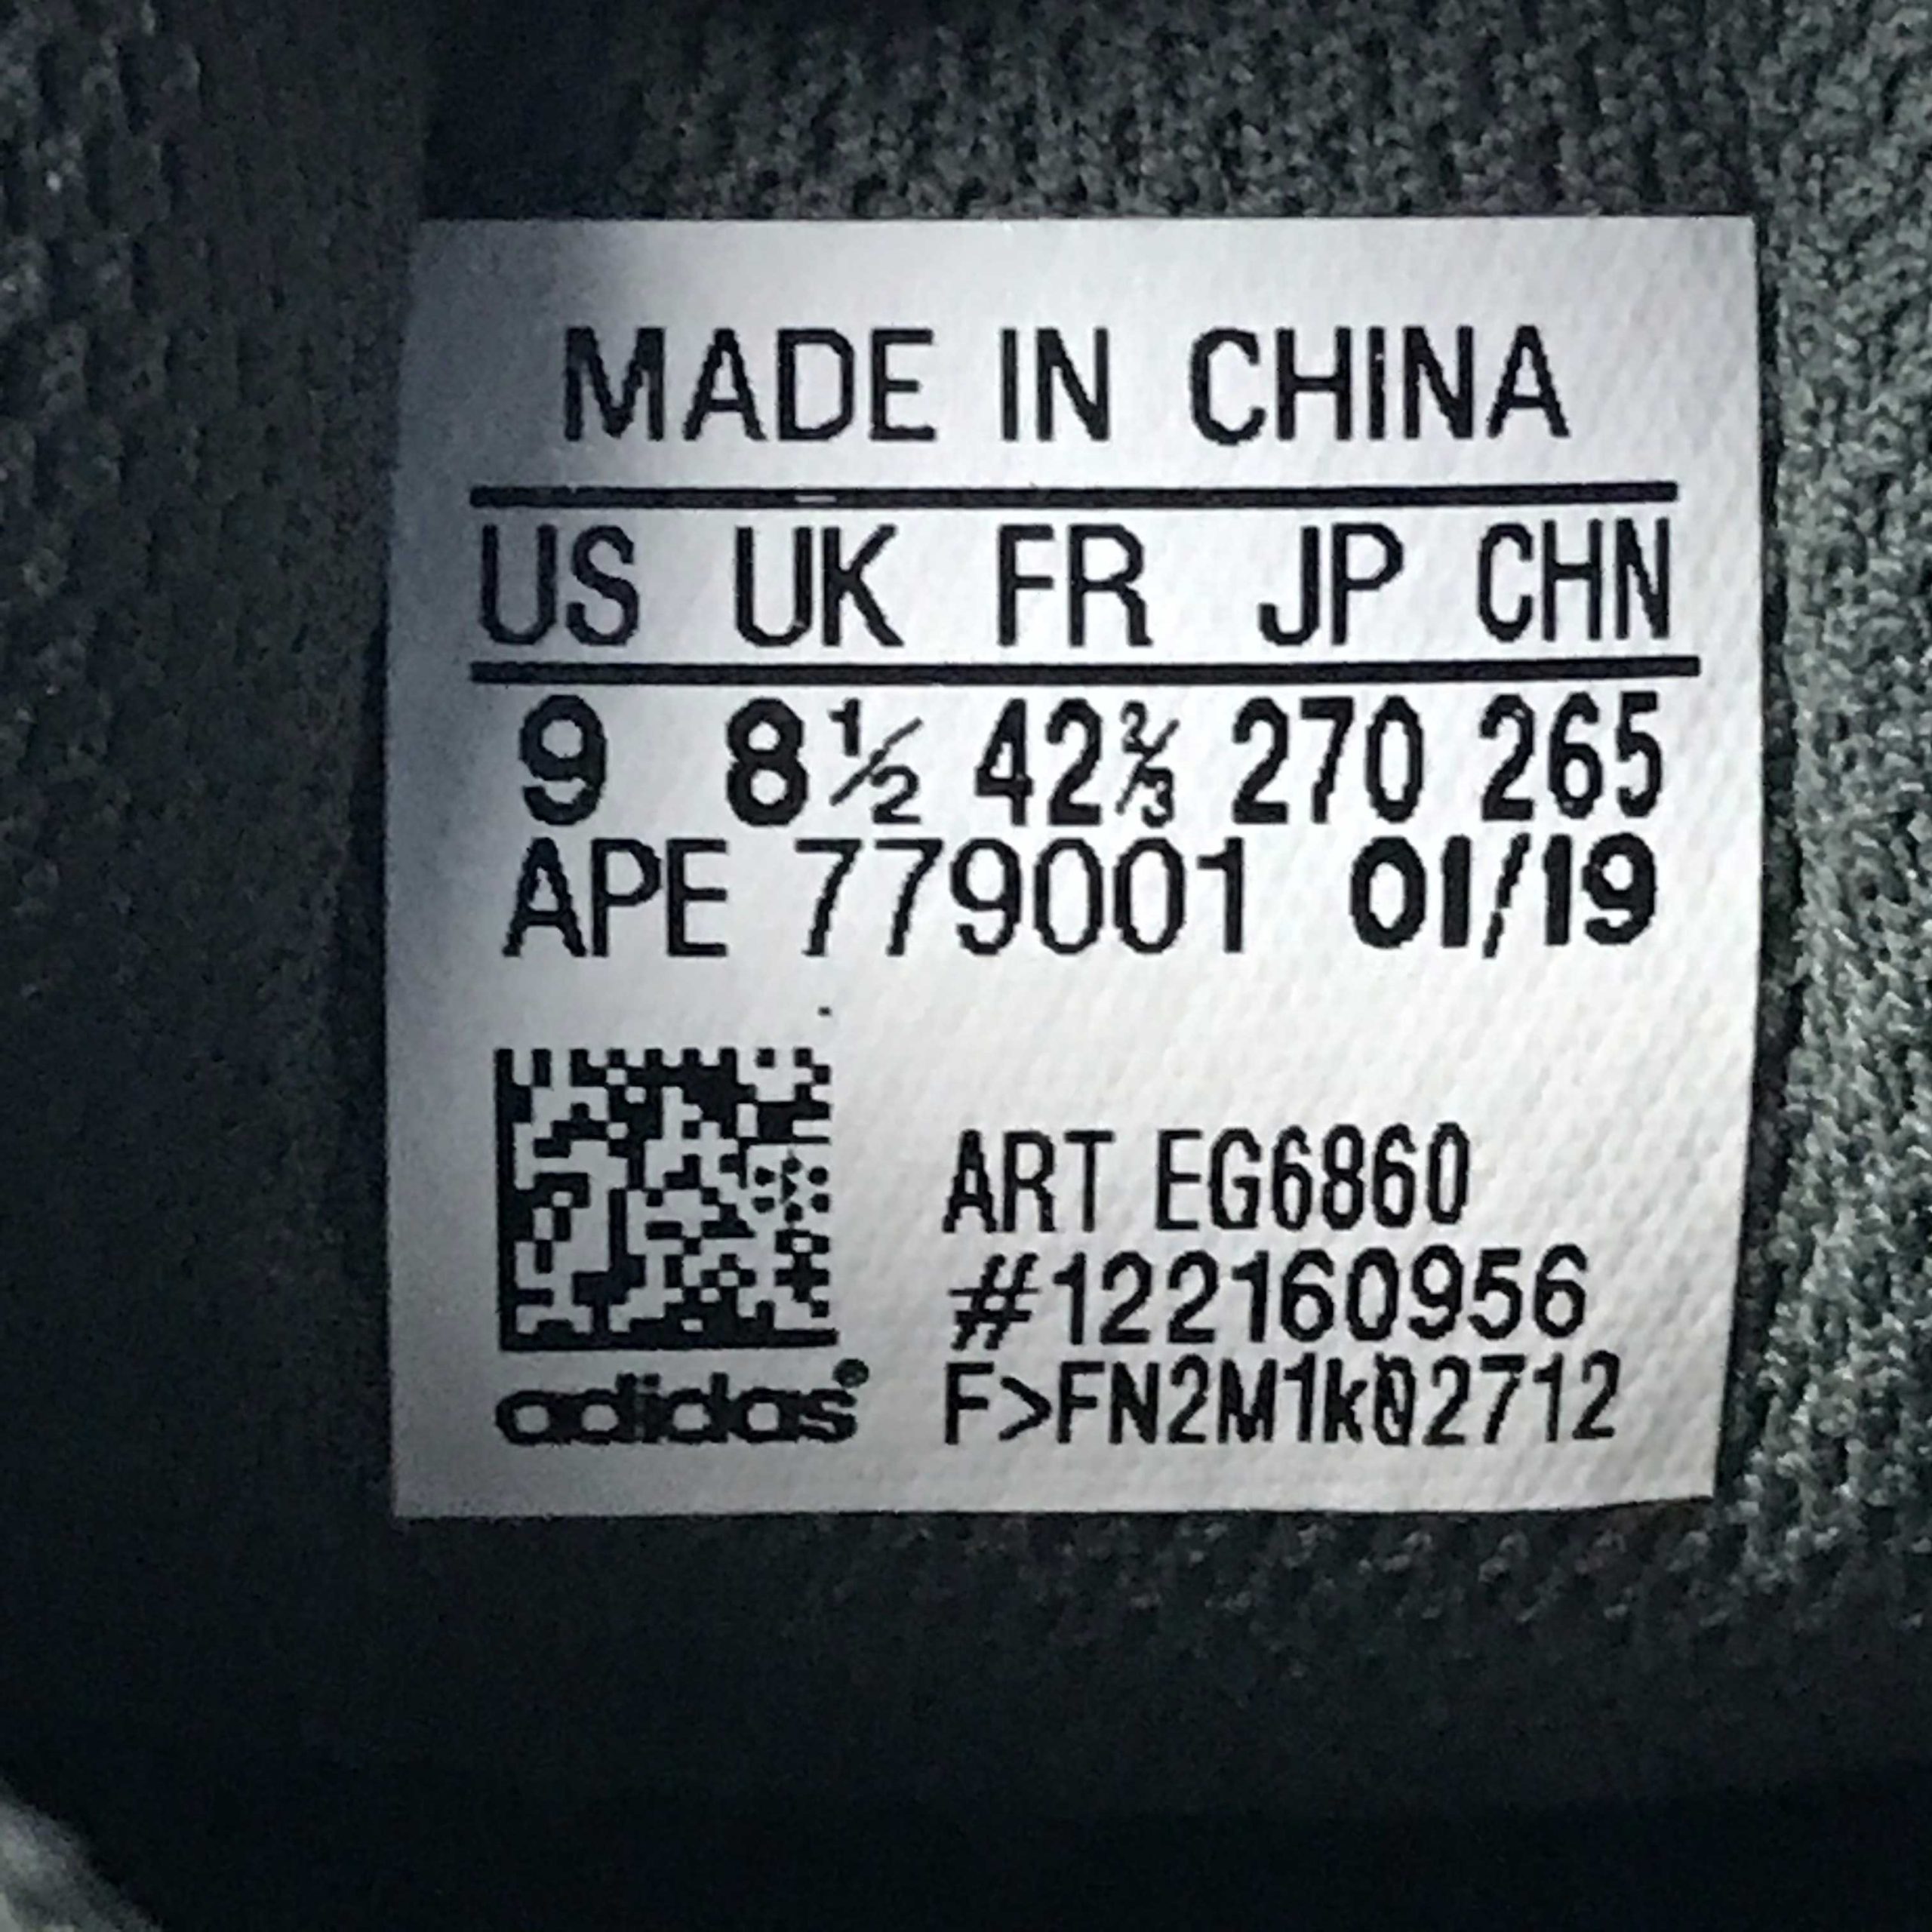 MADE IN CHINA
US UK FR JP CHN
9 8½ 42⅔ 270 265
APE 779001 01/19
ART EG6860
#122160956
adidas®